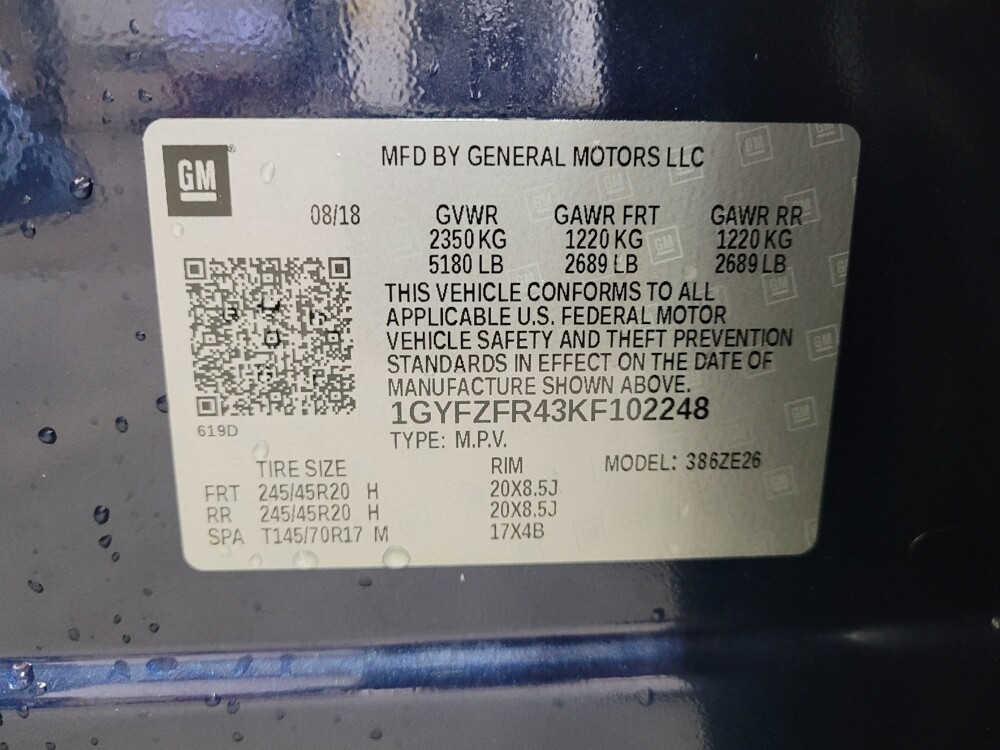 GM
MFD BY GENERAL MOTORS LLC
08/18 GVWR GAWR FRT GAWR RR
2350 KG 1220 KG 1220 KG
5180 LB 2689 LB 2689 LB
THIS VEHICLE CONFORMS TO ALL
APPLICABLE U.S. FEDERAL MOTOR
VEHICLE SAFETY AND THEFT PREVENTION
STANDARDS IN EFFECT ON THE DATE OF
MANUFACTURE SHOWN ABOVE.
1GYFZFR43KF102248
619D
TYPE: M.P.V.
TIRE SIZE RIM MODEL: 386ZE26
FRT 245/45R20 H 20X8.5J
RR 245/45R20 H 20X8.5J
SPA T145/70R17 M 17X4B